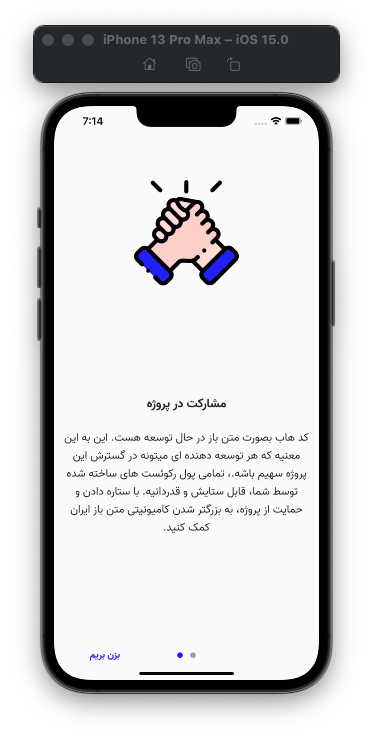 iPhone 13 Pro Max – iOS 15.0
7:14
مشارکت در پروژه
کد هاب بصورت متن باز در حال توسعه هست. این به این
معنیه که هر توسعه دهنده ای میتونه در گسترش این
پروژه سهیم باشه.، تمامی پول رکوئست های ساخته شده
توسط شما، قابل ستایش و قدردانیه. با ستاره دادن و
حمایت از پروژه، به بزرگتر شدن کامیونیتی متن باز ایران
کمک کنید.
بزن بریم